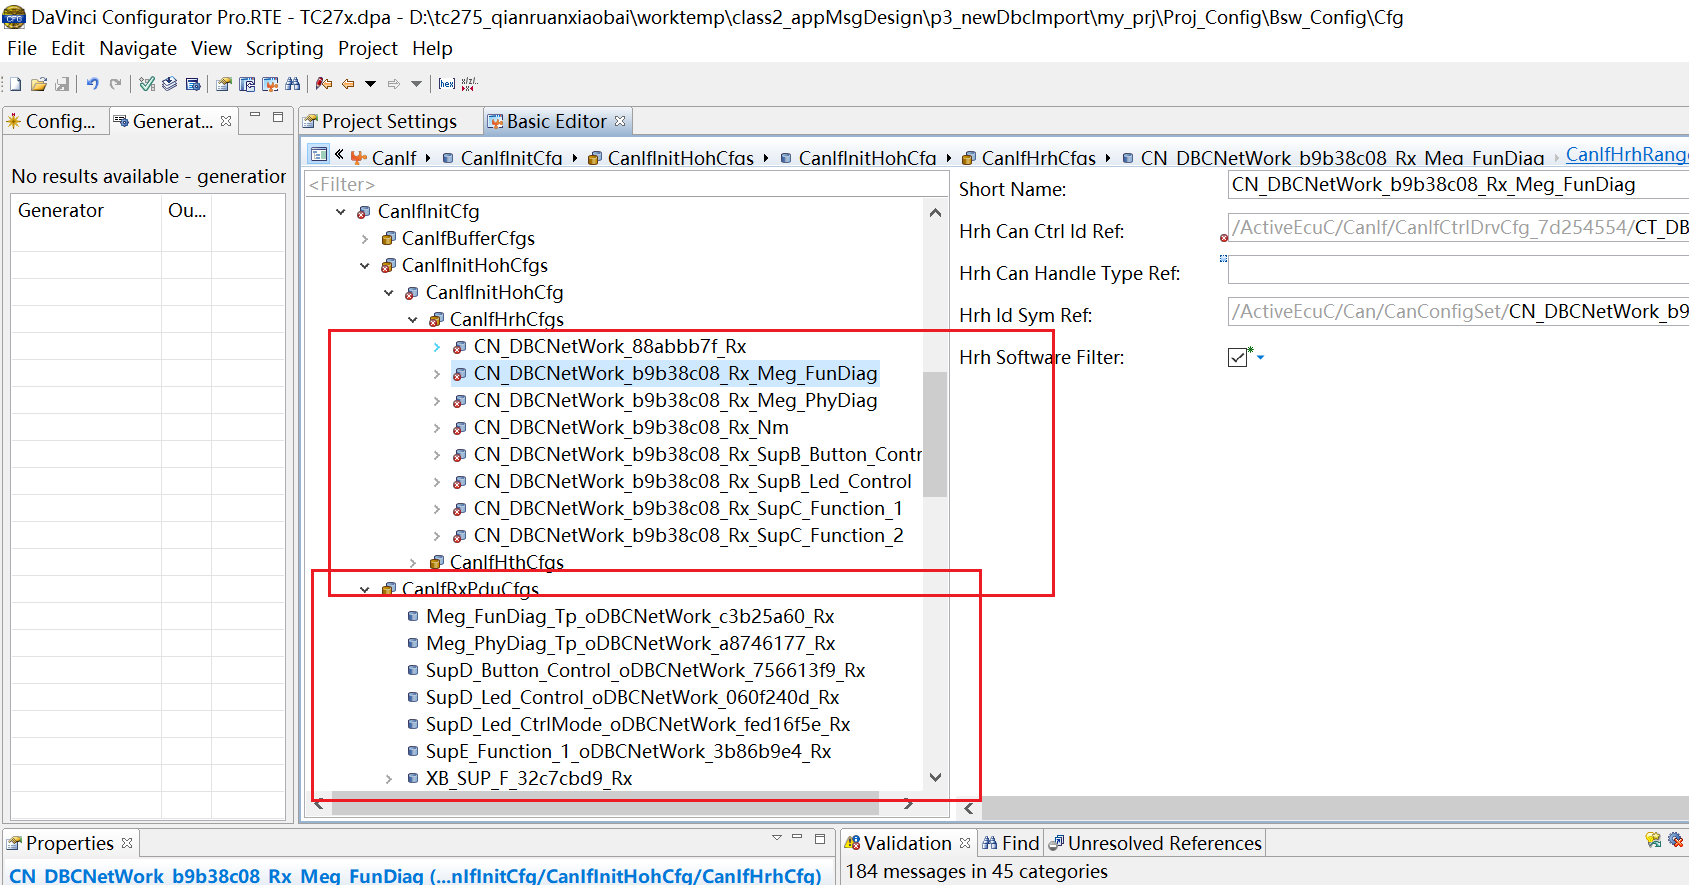 DaVinci Configurator Pro.RTE - TC27x.dpa - D:\tc275_qianruanxiaobai\worktemp\class2_appMsgDesign\p3_newDbcImport\my_prj\Proj_Config\Bsw_Config\Cfg
File Edit Navigate View Scripting Project Help
Config... Generat... Project Settings Basic Editor
« CanIf CanIfInitCfg CanIfInitHohCfgs CanIfInitHohCfg CanIfHrhCfgs CN_DBCNetWork_b9b38c08_Rx_Meg_FunDiag CanIfHrhRang
No results available - generation
Generator Ou...
<Filter>
CanIfInitCfg
CanIfBufferCfgs
CanIfInitHohCfgs
CanIfInitHohCfg
CanIfHrhCfgs
CN_DBCNetWork_88abbb7f_Rx
CN_DBCNetWork_b9b38c08_Rx_Meg_FunDiag
CN_DBCNetWork_b9b38c08_Rx_Meg_PhyDiag
CN_DBCNetWork_b9b38c08_Rx_Nm
CN_DBCNetWork_b9b38c08_Rx_SupB_Button_Contr
CN_DBCNetWork_b9b38c08_Rx_SupB_Led_Control
CN_DBCNetWork_b9b38c08_Rx_SupC_Function_1
CN_DBCNetWork_b9b38c08_Rx_SupC_Function_2
CanIfHthCfgs
CanIfRxPduCfgs
Meg_FunDiag_Tp_oDBCNetWork_c3b25a60_Rx
Meg_PhyDiag_Tp_oDBCNetWork_a8746177_Rx
SupD_Button_Control_oDBCNetWork_756613f9_Rx
SupD_Led_Control_oDBCNetWork_060f240d_Rx
SupD_Led_CtrlMode_oDBCNetWork_fed16f5e_Rx
SupE_Function_1_oDBCNetWork_3b86b9e4_Rx
XB_SUP_F_32c7cbd9_Rx
Short Name: CN_DBCNetWork_b9b38c08_Rx_Meg_FunDiag
Hrh Can Ctrl Id Ref: /ActiveEcuC/CanIf/CanIfCtrlDrvCfg_7d254554/CT_DB
Hrh Can Handle Type Ref:
Hrh Id Sym Ref: /ActiveEcuC/Can/CanConfigSet/CN_DBCNetWork_b9
Hrh Software Filter:
Properties
CN_DBCNetWork_b9b38c08_Rx_Meg_FunDiag (...nIfInitCfg/CanIfInitHohCfg/CanIfHrhCfg)
Validation Find Unresolved References
184 messages in 45 categories